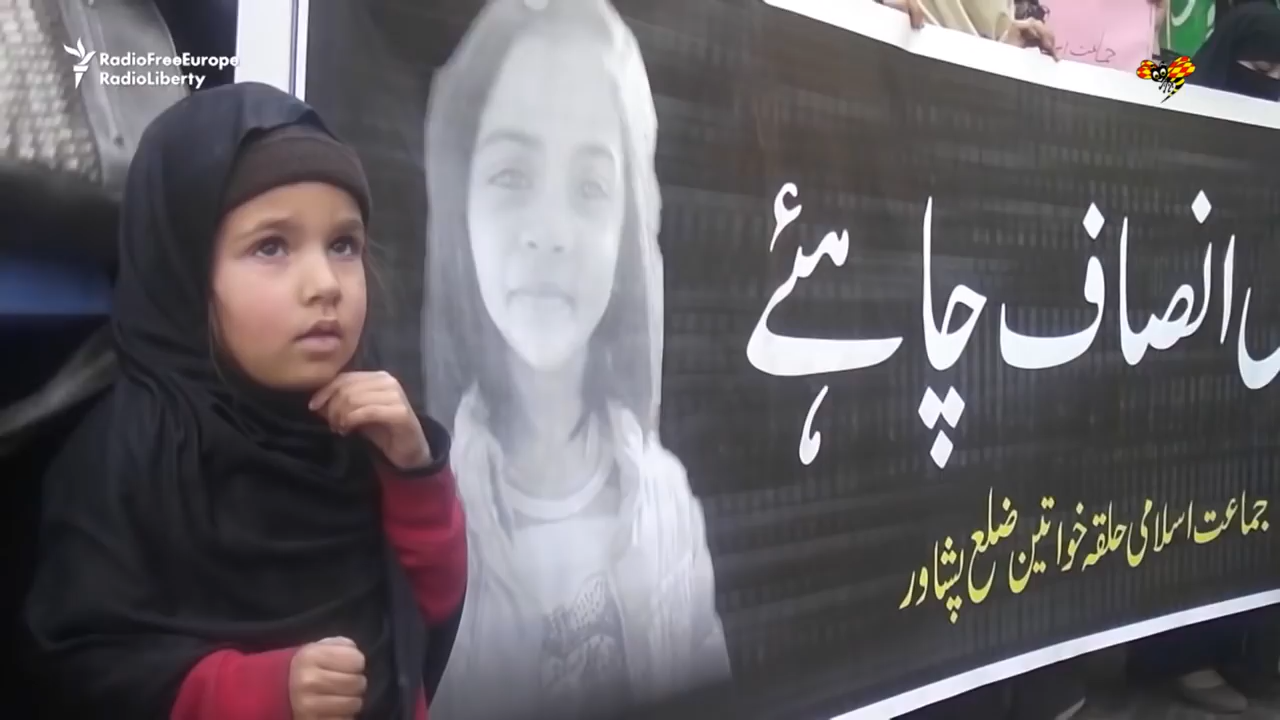 RadioFreeEurope
RadioLiberty
انصاف چاہئے
جماعت اسلامی حلقہ خواتین ضلع پشاور